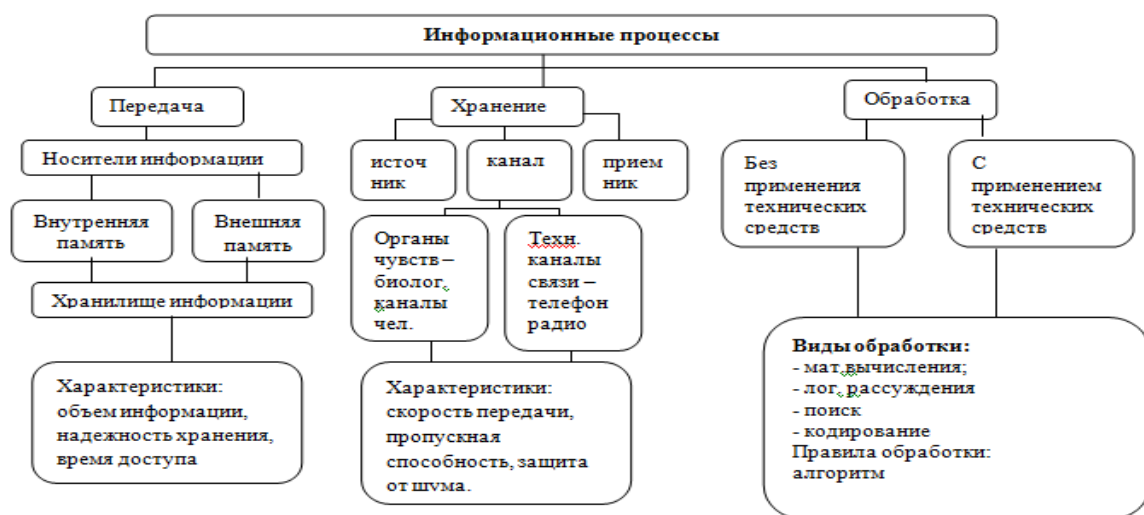 Информационные процессы
Передача
Хранение
Обработка
Носители информации
источ
ник
канал
прием
ник
Без
применения
технических
средств
С
применением
технических
средств
Внутренняя
память
Внешняя
память
Органы
чувств –
биолог,
каналы
чел.
Техн.
каналы
связи –
телефон
радио
Хранилище информации
Характеристики:
объем информации,
надежность хранения,
время доступа
Характеристики:
скорость передачи,
пропускная
способность, защита
от шума.
Виды обработки:
- мат.вычисления;
- лог, рассуждения
- поиск
- кодирование
Правила обработки:
алгоритм